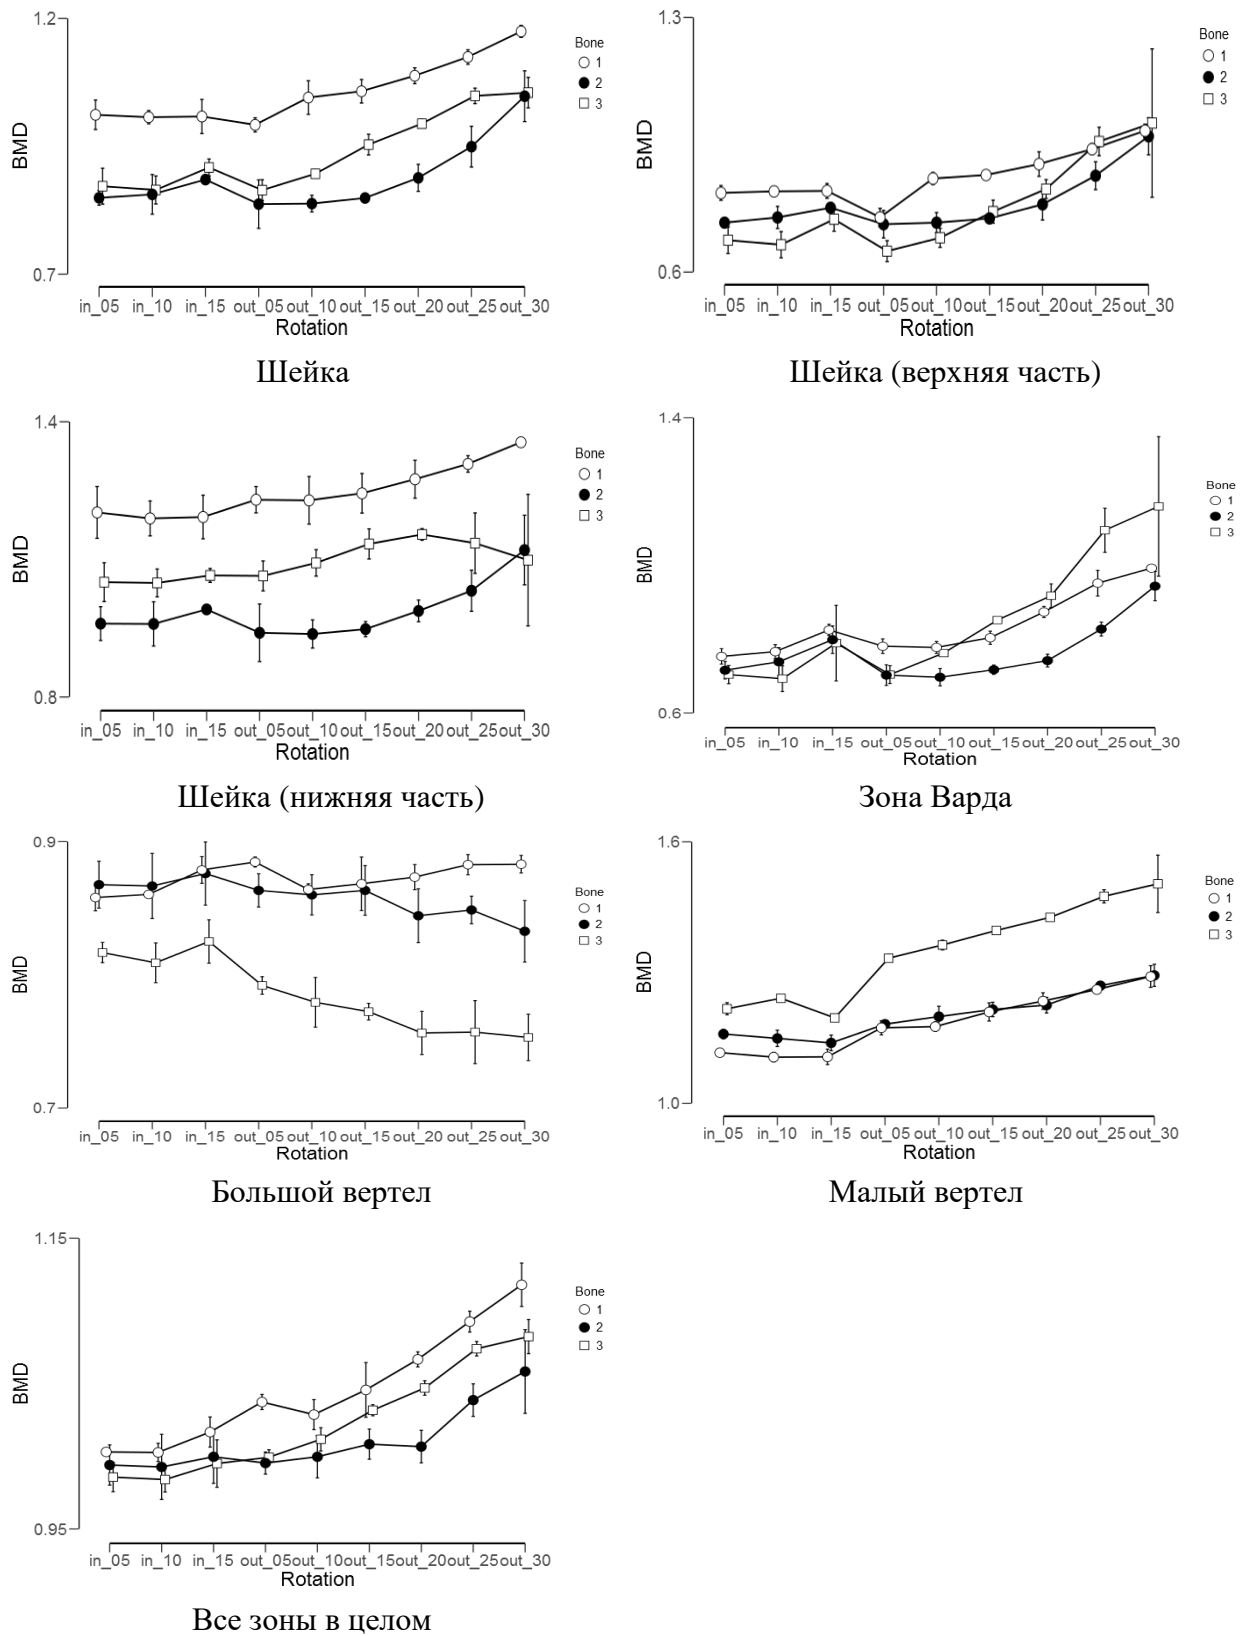 1.2
BMD
0.7
in_05 in_10 in_15 out_05 out_10 out_15 out_20 out_25 out_30
Rotation
Bone
1
2
3
Шейка
1.3
BMD
0.6
in_05 in_10 in_15 out_05 out_10 out_15 out_20 out_25 out_30
Rotation
Bone
1
2
3
Шейка (верхняя часть)
1.4
BMD
0.8
in_05 in_10 in_15 out_05 out_10 out_15 out_20 out_25 out_30
Rotation
Bone
1
2
3
Шейка (нижняя часть)
1.4
BMD
0.6
in_05 in_10 in_15 out_05 out_10 out_15 out_20 out_25 out_30
Rotation
Bone
1
2
3
Зона Варда
0.9
BMD
0.7
in_05 in_10 in_15 out_05 out_10 out_15 out_20 out_25 out_30
Rotation
Bone
1
2
3
Большой вертел
1.6
BMD
1.0
in_05 in_10 in_15 out_05 out_10 out_15 out_20 out_25 out_30
Rotation
Bone
1
2
3
Малый вертел
1.15
BMD
0.95
in_05 in_10 in_15 out_05 out_10 out_15 out_20 out_25 out_30
Rotation
Bone
1
2
3
Все зоны в целом